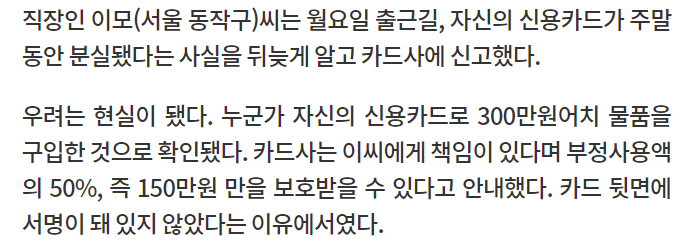 직장인 이모(서울 동작구)씨는 월요일 출근길, 자신의 신용카드가 주말
동안 분실됐다는 사실을 뒤늦게 알고 카드사에 신고했다.
우려는 현실이 됐다. 누군가 자신의 신용카드로 300만원어치 물품을
구입한 것으로 확인됐다. 카드사는 이씨에게 책임이 있다며 부정사용액
의 50%, 즉 150만원 만을 보호받을 수 있다고 안내했다. 카드 뒷면에
서명이 돼 있지 않았다는 이유에서였다.